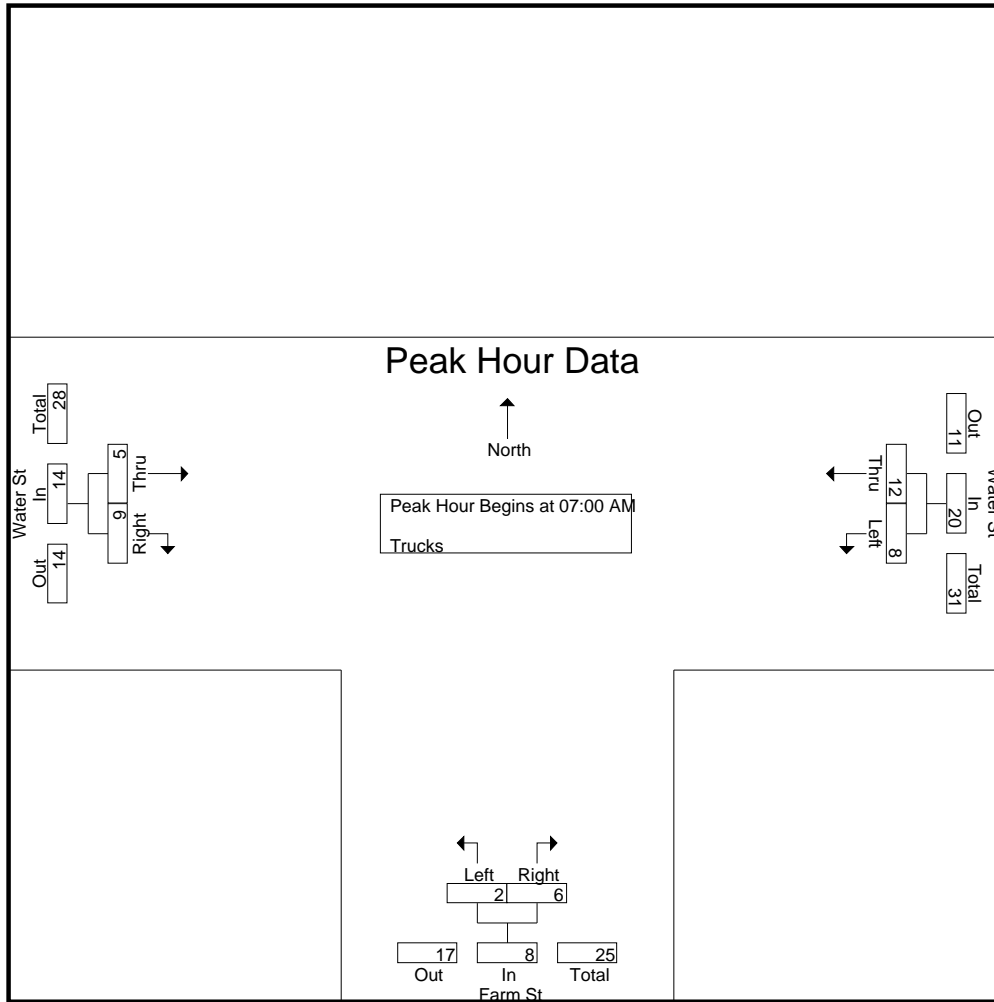 Peak Hour Data
North
Peak Hour Begins at 07:00 AM
Trucks
Water St
Total
28
In
14
Out
14
5
Thru
9
Right
Out
11
In
20
Total
31
Water St
Thru
12
Left
8
Left
Right
2
6
17
8
25
Out
In
Total
Farm St